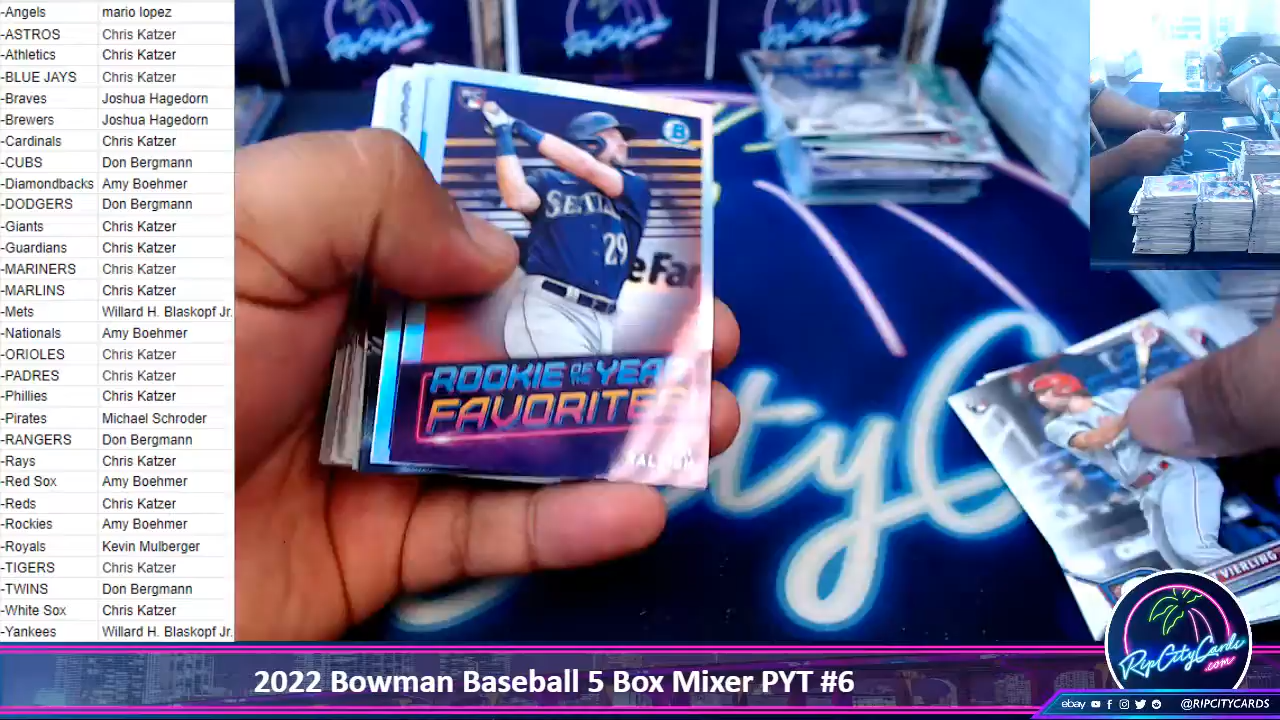 -Angels mario lopez
-ASTROS Chris Katzer
-Athletics Chris Katzer
-BLUE JAYS Chris Katzer
-Braves Joshua Hagedorn
-Brewers Joshua Hagedorn
-Cardinals Chris Katzer
-CUBS Don Bergmann
-Diamondbacks Amy Boehmer
-DODGERS Don Bergmann
-Giants Chris Katzer
-Guardians Chris Katzer
-MARINERS Chris Katzer
-MARLINS Chris Katzer
-Mets Willard H. Blaskopf Jr.
-Nationals Amy Boehmer
-ORIOLES Chris Katzer
-PADRES Chris Katzer
-Phillies Chris Katzer
-Pirates Michael Schroder
-RANGERS Don Bergmann
-Rays Chris Katzer
-Red Sox Amy Boehmer
-Reds Chris Katzer
-Rockies Amy Boehmer
-Royals Kevin Mulberger
-TIGERS Chris Katzer
-TWINS Don Bergmann
-White Sox Chris Katzer
-Yankees Willard H. Blaskopf Jr.
RipCityCards
RipCityCards
B
29
e Far
ROOKIE OF THE YEAR
FAVORITES
tyC
VIERLING
RipCityCards
.com
2022 Bowman Baseball 5 Box Mixer PYT #6
ebay @RIPCITYCARDS